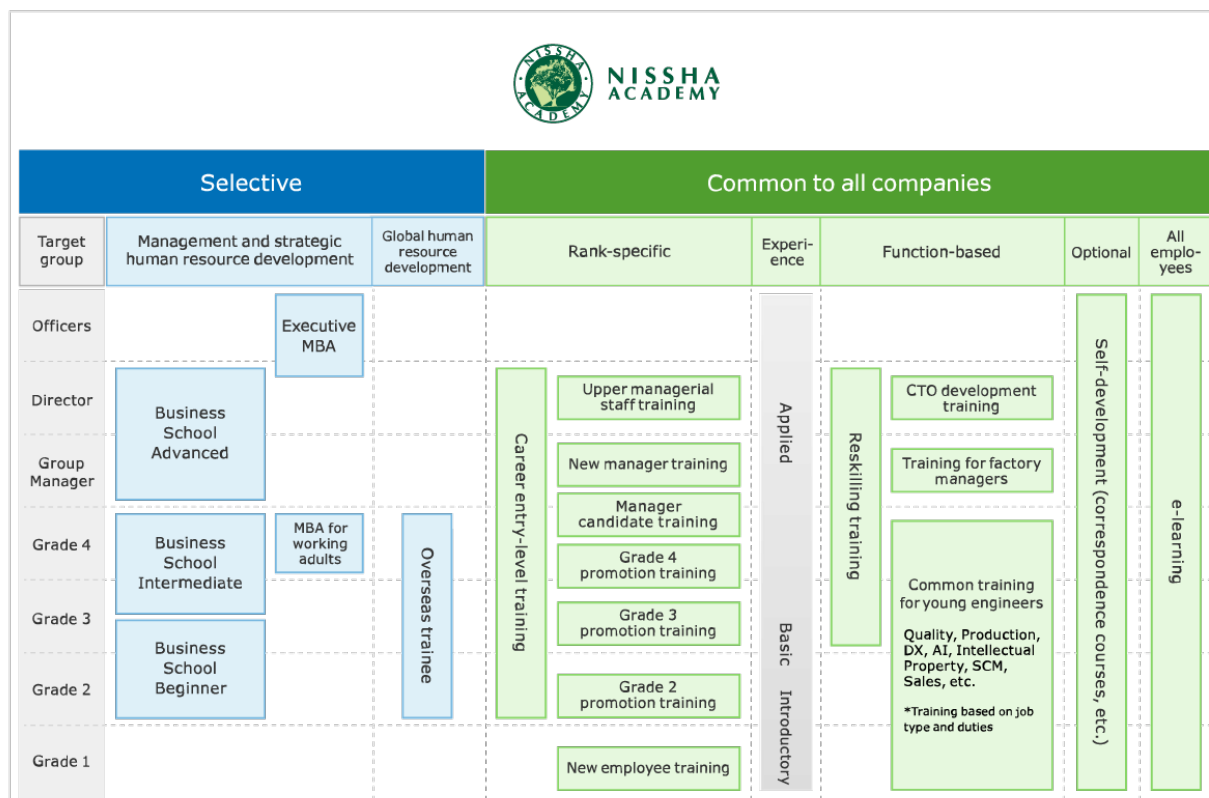 NISSHA ACADEMY
NISSHA
ACADEMY
Selective
Common to all companies
Target
group
Management and strategic
human resource development
Global human
resource
development
Rank-specific
Experi-
ence
Function-based
Optional
All
emplo-
yees
Officers
Director
Group
Manager
Grade 4
Grade 3
Grade 2
Grade 1
Executive
MBA
Business
School
Advanced
Business
School
Intermediate
MBA for
working
adults
Business
School
Beginner
Overseas trainee
Career entry-level training
Upper managerial
staff training
New manager training
Manager
candidate training
Grade 4
promotion training
Grade 3
promotion training
Grade 2
promotion training
New employee training
Applied
Basic
Introductory
Reskilling training
CTO development
training
Training for factory
managers
Common training
for young engineers
Quality, Production,
DX, AI, Intellectual
Property, SCM,
Sales, etc.
*Training based on job
type and duties
Self-development (correspondence courses, etc.)
e-learning